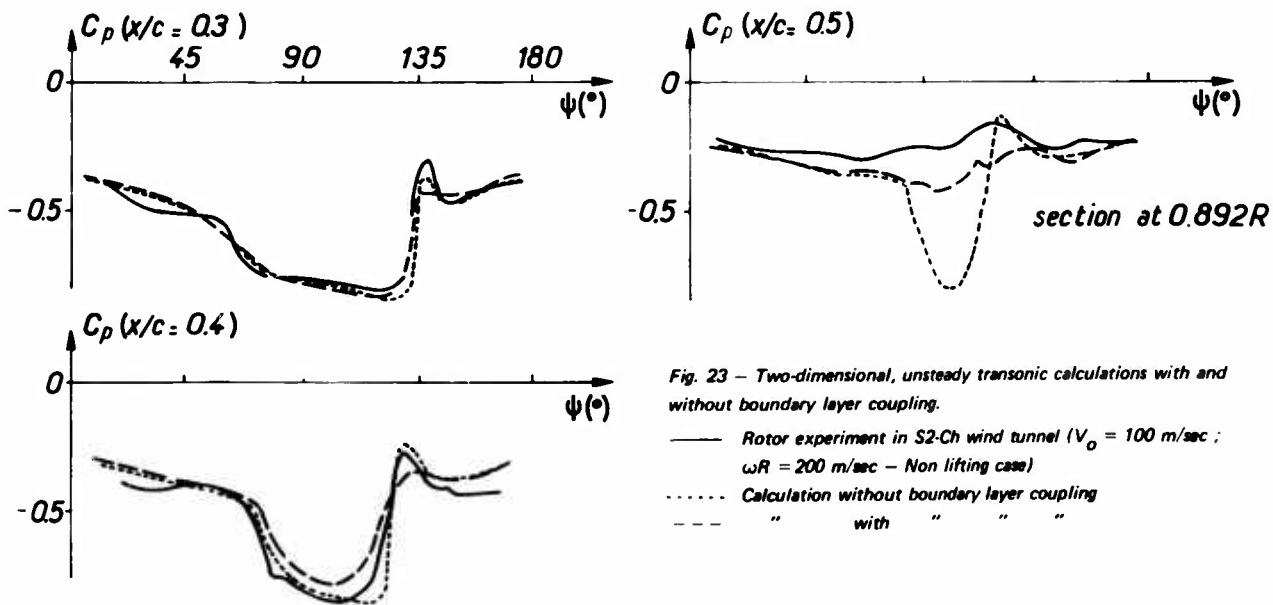 Cp (x/c = 0.3)
45 90 135 180
0
ψ(°)
-0.5
Cp (x/c = 0.5)
0
ψ(°)
-0.5
section at 0.892R
Cp (x/c = 0.4)
0
ψ(°)
-0.5
Fig. 23 — Two-dimensional, unsteady transonic calculations with and
without boundary layer coupling.
Rotor experiment in S2-Ch wind tunnel (Vo = 100 m/sec ;
ωR = 200 m/sec — Non lifting case)
Calculation without boundary layer coupling
" with " " "